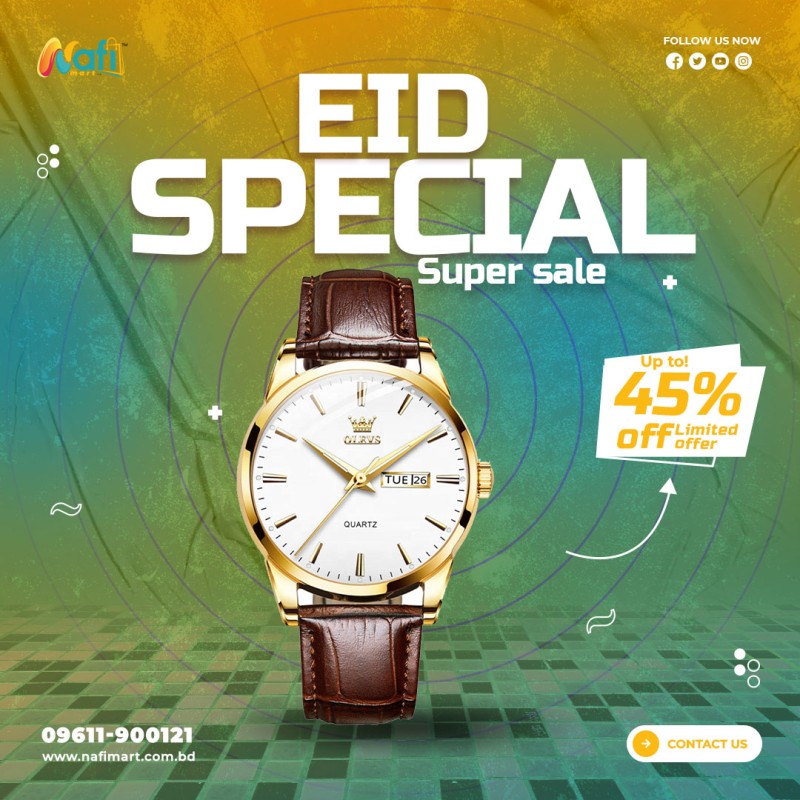 Nafi
mart
FOLLOW US NOW
EID
SPECIAL
Super sale
Up to!
45%
off Limited
offer
OLEVS
TUE 26
QUARTZ
09611-900121
www.nafimart.com.bd
CONTACT US